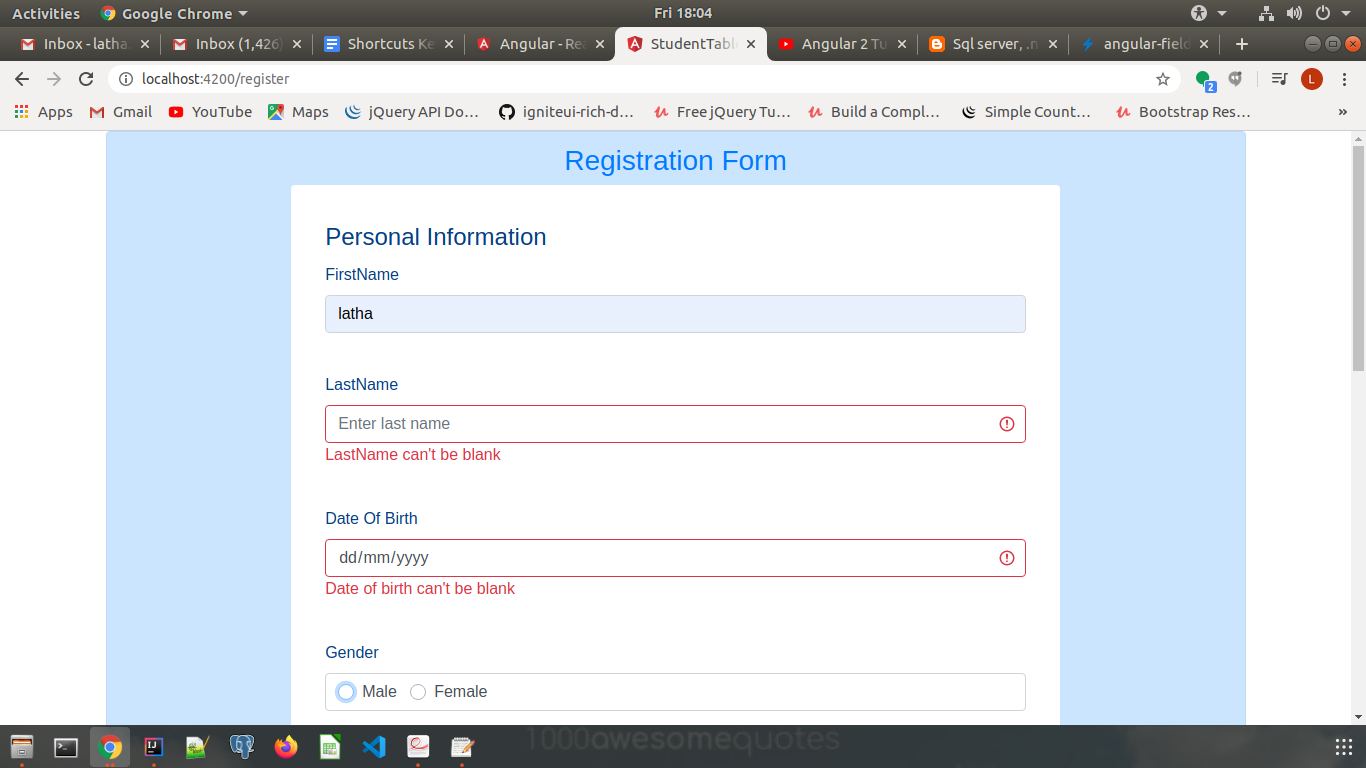 Activities Google Chrome Fri 18:04
Inbox - latha. Inbox (1,426) Shortcuts Ke Angular - Rea StudentTabl Angular 2 Tu Sql server, .n angular-field
localhost:4200/register
2 L
Apps Gmail YouTube Maps jQuery API Do... igniteui-rich-d... Free jQuery Tu... Build a Compl... Simple Count... Bootstrap Res... »
Registration Form
Personal Information
FirstName
latha
LastName
Enter last name
LastName can't be blank
Date Of Birth
dd/mm/yyyy
Date of birth can't be blank
Gender
Male Female
1000awesomequotes